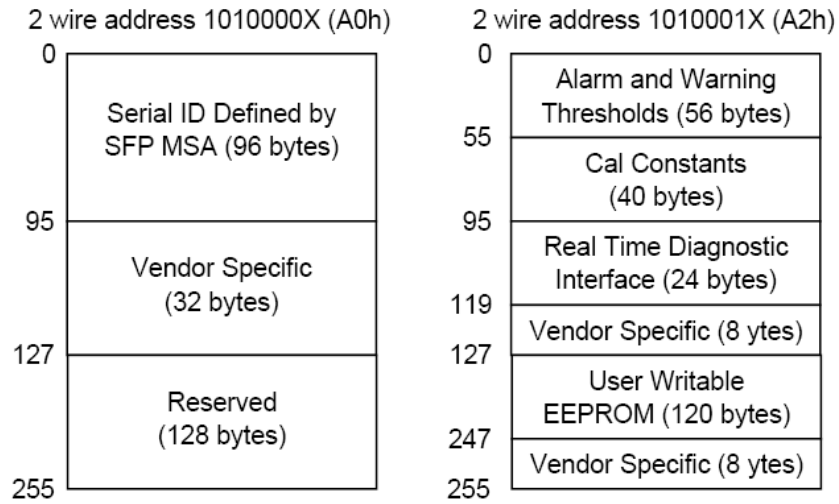 2 wire address 1010000X (A0h)
0
Serial ID Defined by
SFP MSA (96 bytes)
95
Vendor Specific
(32 bytes)
127
Reserved
(128 bytes)
255
2 wire address 1010001X (A2h)
0
Alarm and Warning
Thresholds (56 bytes)
55
Cal Constants
(40 bytes)
95
Real Time Diagnostic
Interface (24 bytes)
119
Vendor Specific (8 ytes)
127
User Writable
EEPROM (120 bytes)
247
Vendor Specific (8 ytes)
255